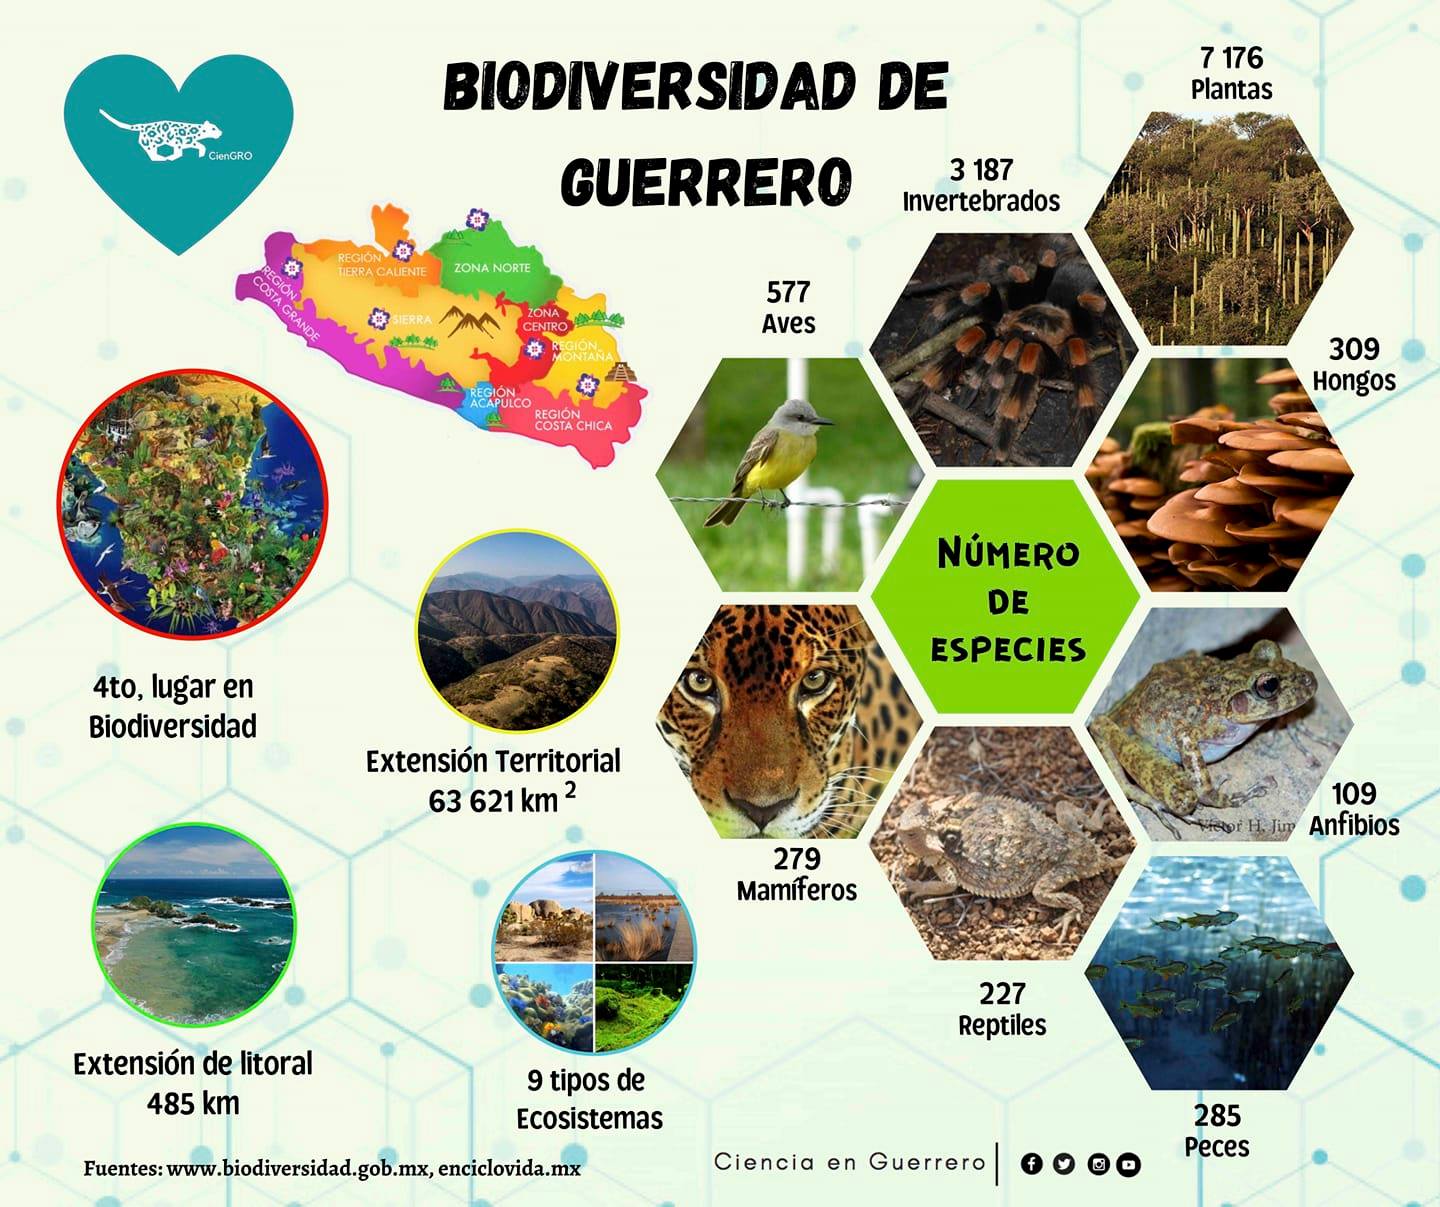 BIODIVERSIDAD DE
GUERRERO
CienGRO
REGIÓN
TIERRA CALIENTE
ZONA NORTE
REGIÓN
COSTA GRANDE
SIERRA
ZONA
CENTRO
REGIÓN
MONTAÑA
REGIÓN
ACAPULCO
REGIÓN
COSTA CHICA
7 176
Plantas
3 187
Invertebrados
577
Aves
309
Hongos
NÚMERO
DE
ESPECIES
4to, lugar en
Biodiversidad
Extensión Territorial
63 621 km 2
279
Mamíferos
109
Anfibios
Victor H. Jim
227
Reptiles
285
Peces
Extensión de litoral
485 km
9 tipos de
Ecosistemas
Fuentes: www.biodiversidad.gob.mx, enciclovida.mx
Ciencia en Guerrero